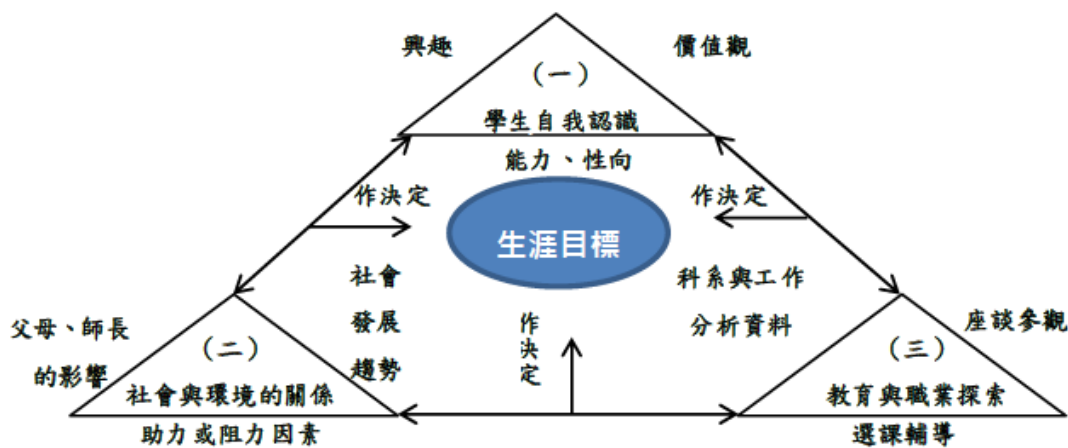 興趣
價值觀
（一）
學生自我認識
能力、性向
作決定
作決定
生涯目標
社會
發展
趨勢
科系與工作
分析資料
作決定
父母、師長
的影響
（二）
社會與環境的關係
助力或阻力因素
座談參觀
（三）
教育與職業探索
選課輔導